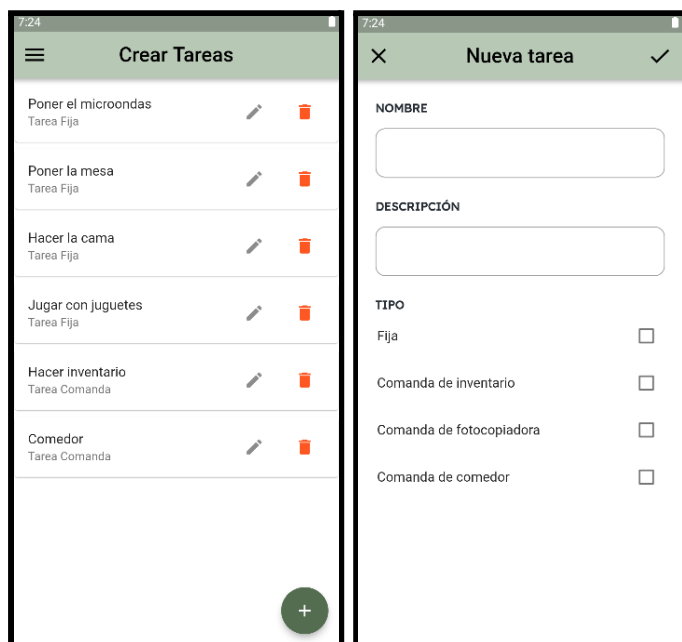 7:24
Crear Tareas
Poner el microondas
Tarea Fija
Poner la mesa
Tarea Fija
Hacer la cama
Tarea Fija
Jugar con juguetes
Tarea Fija
Hacer inventario
Tarea Comanda
Comedor
Tarea Comanda
7:24
Nueva tarea
NOMBRE
DESCRIPCIÓN
TIPO
Fija
Comanda de inventario
Comanda de fotocopiadora
Comanda de comedor